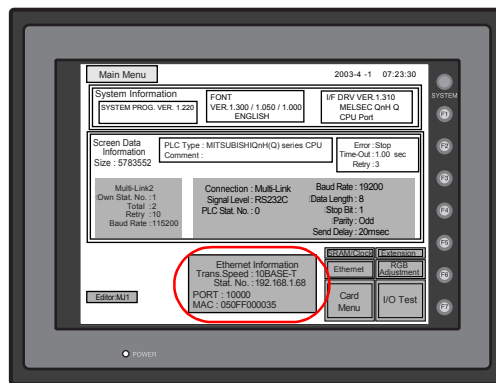 Main Menu
2003-4 -1 07:23:30
SYSTEM
System Information
SYSTEM PROG. VER. 1.220
FONT
VER.1.300 / 1.050 / 1.000
ENGLISH
I/F DRV VER.1.310
MELSEC QnH Q
CPU Port
F1
Screen Data
Information
Size : 5783552
PLC Type : MITSUBISHIQnH(Q) series CPU
Comment :
Error : Stop
Time-Out : 1.00 sec
Retry : 3
F2
F3
Multi-Link2
Own Stat. No. : 1
Total : 2
Retry : 10
Baud Rate : 115200
Connection : Multi-Link
Signal Level : RS232C
PLC Stat. No. : 0
Baud Rate : 19200
Data Length : 8
Stop Bit : 1
Parity : Odd
Send Delay : 20msec
F4
F5
Ethernet Information
Trans.Speed : 10BASE-T
Stat. No. : 192.168.1.68
PORT : 10000
MAC : 050FF000035
SRAM/Clock
Extension
Ethernet
RGB
Adjustment
F6
Editor:MJ1
Card
Menu
I/O Test
F7
POWER